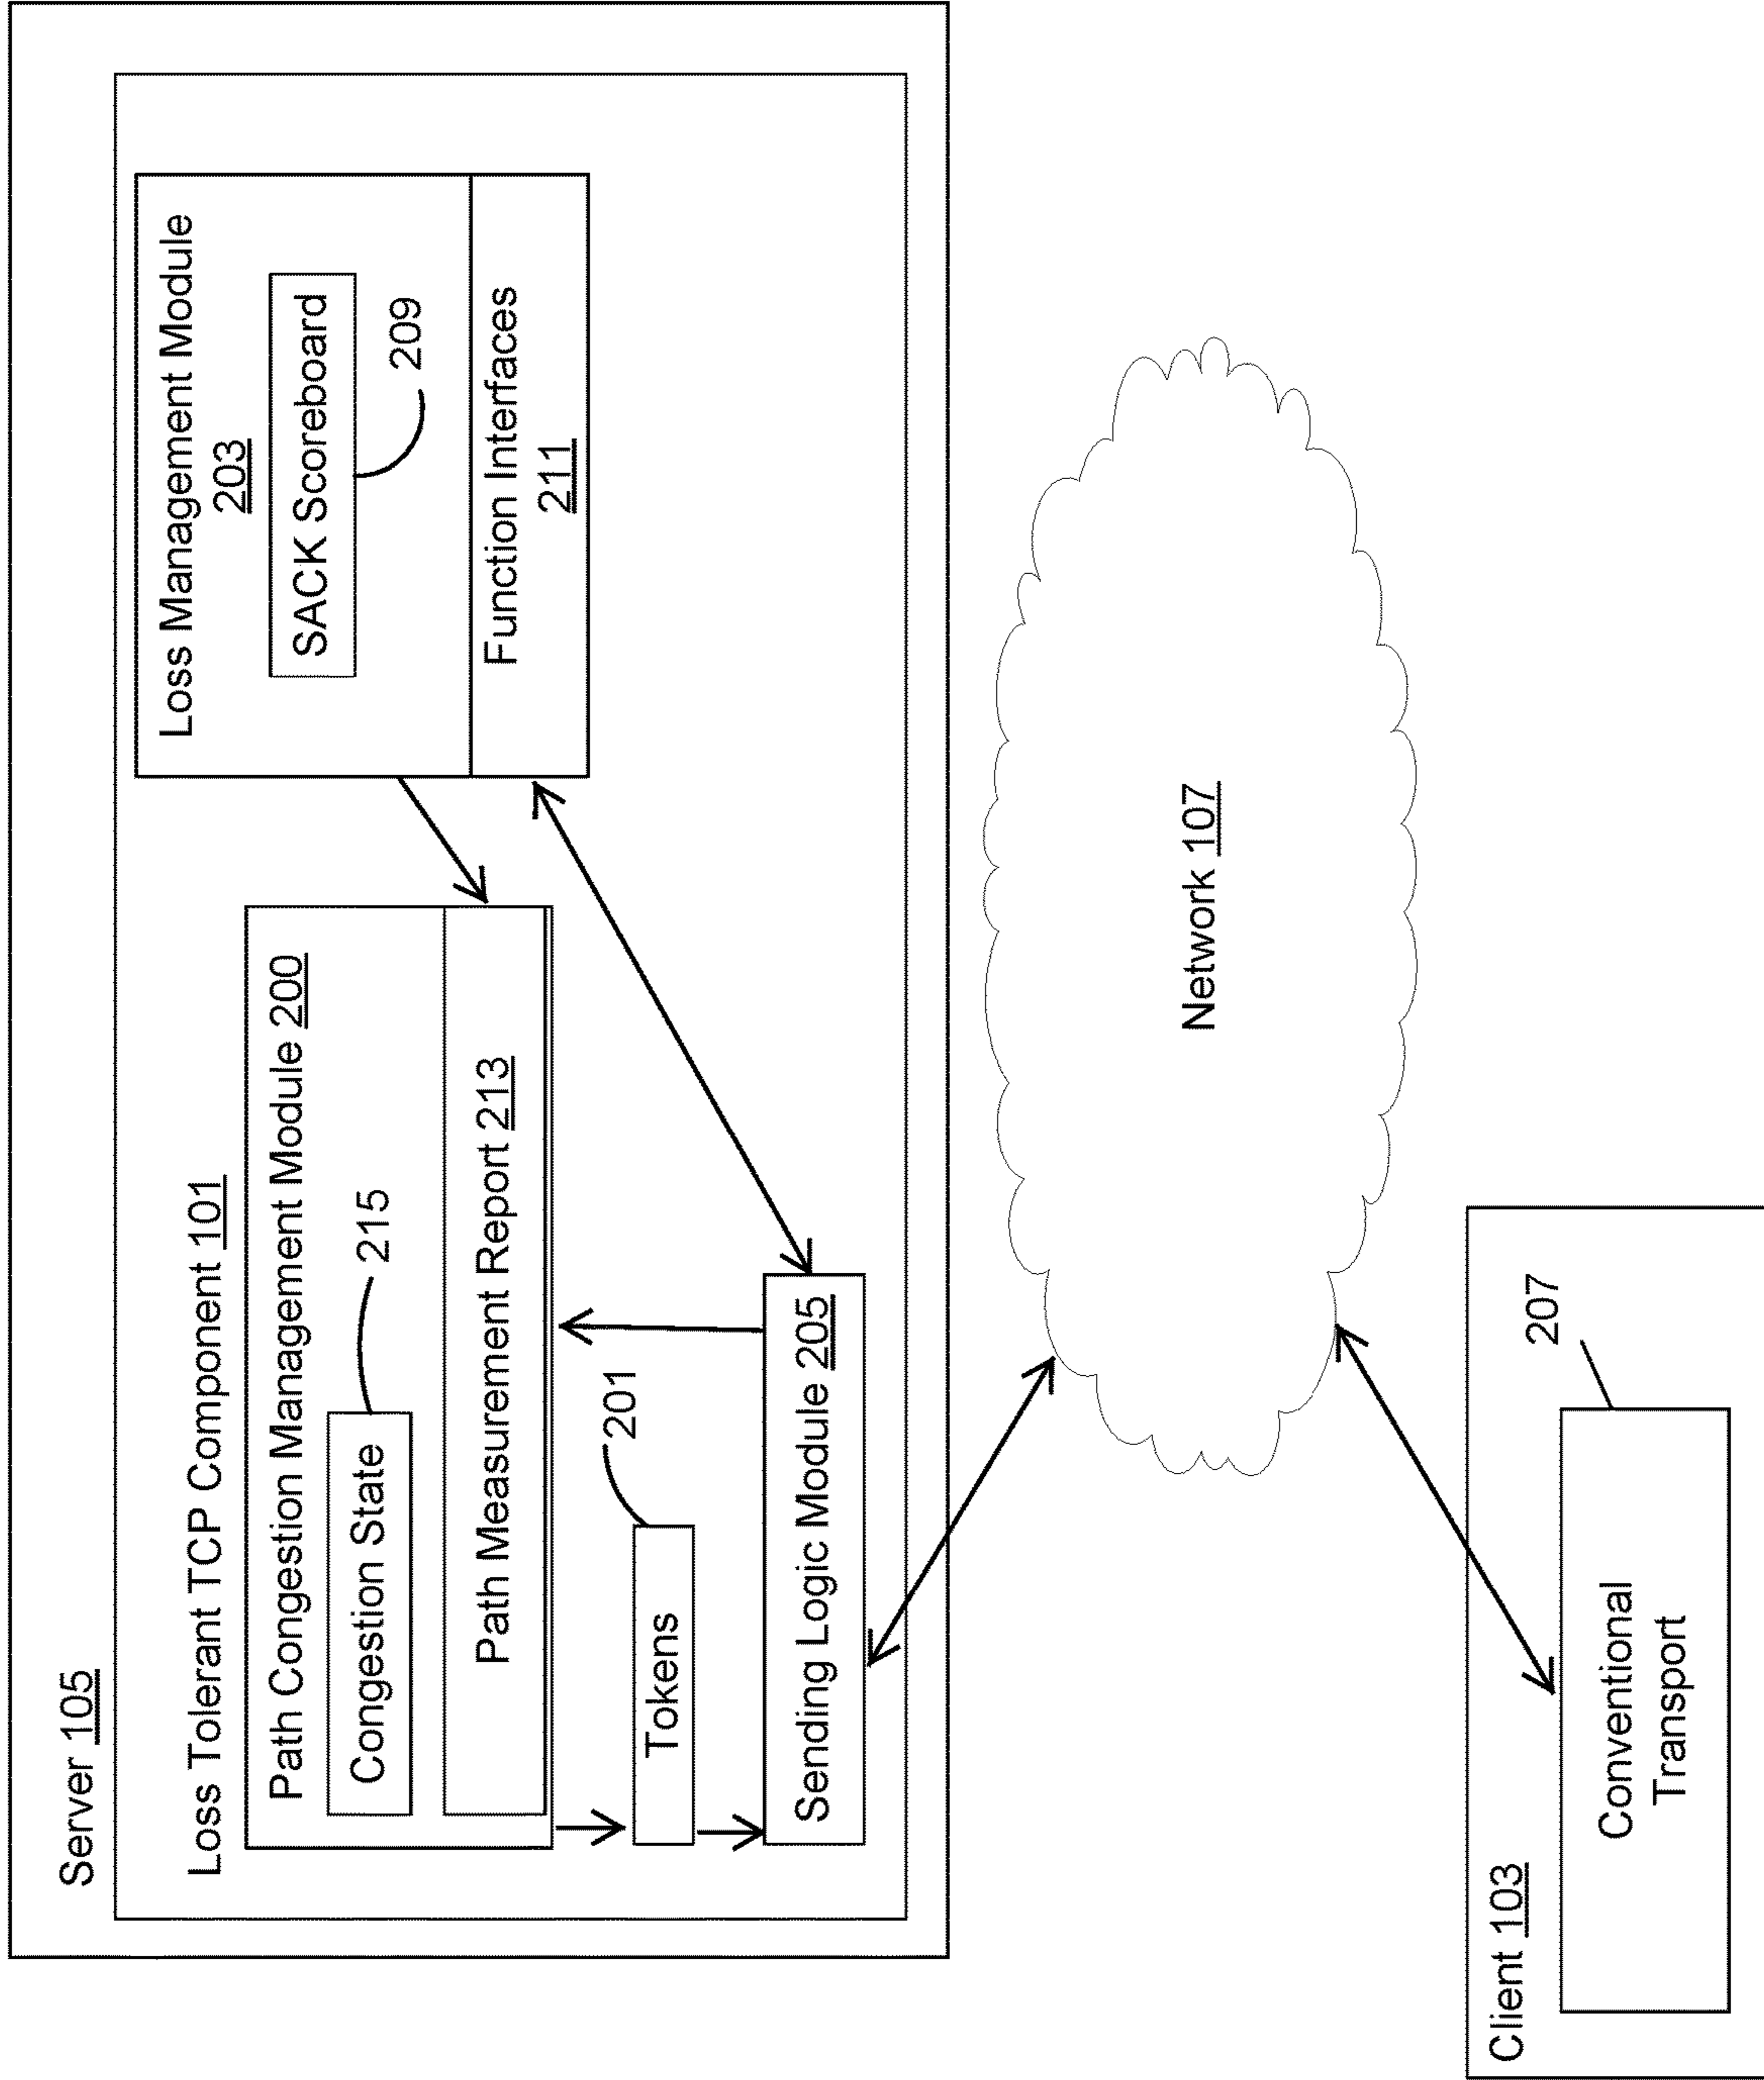 Server 105
Loss Tolerant TCP Component 101
Path Congestion Management Module 200
Congestion State
215
Path Measurement Report 213
Tokens
201
Sending Logic Module 205
Loss Management Module
203
SACK Scoreboard
209
Function Interfaces
211
Network 107
Client 103
207
Conventional
Transport